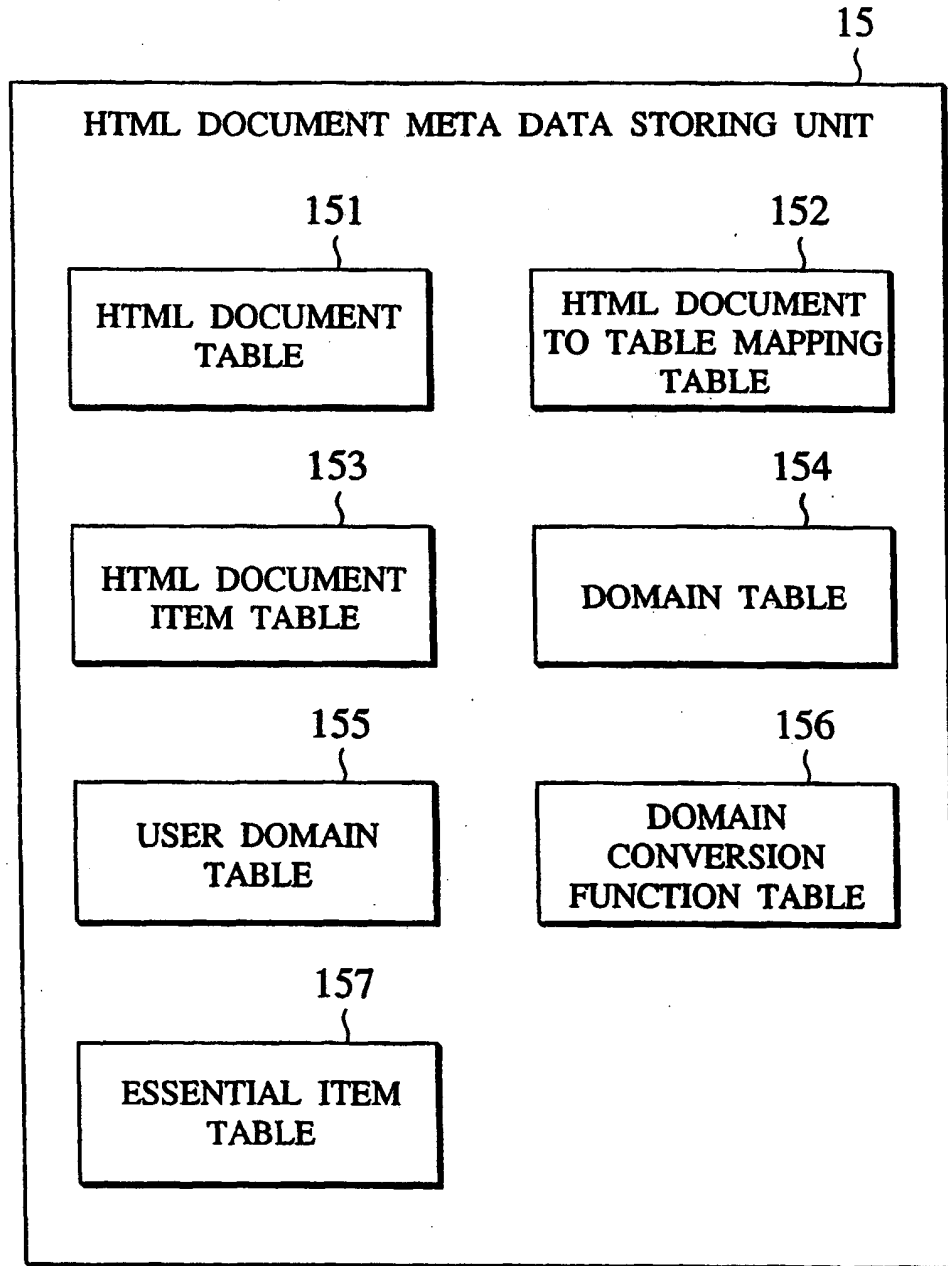 15
HTML DOCUMENT META DATA STORING UNIT
151
HTML DOCUMENT
TABLE
152
HTML DOCUMENT
TO TABLE MAPPING
TABLE
153
HTML DOCUMENT
ITEM TABLE
154
DOMAIN TABLE
155
USER DOMAIN
TABLE
156
DOMAIN
CONVERSION
FUNCTION TABLE
157
ESSENTIAL ITEM
TABLE